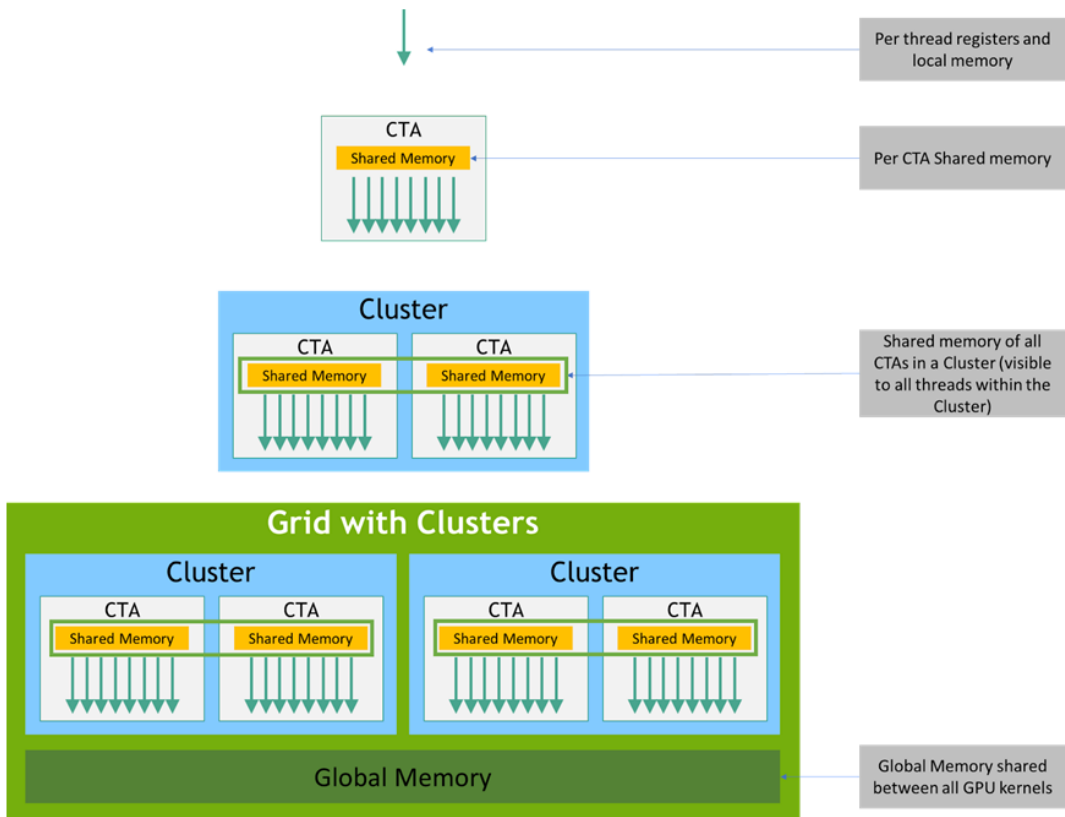 Per thread registers and
local memory
CTA
Shared Memory
Per CTA Shared memory
Cluster
CTA
CTA
Shared Memory
Shared Memory
Shared memory of all
CTAs in a Cluster (visible
to all threads within the
Cluster)
Grid with Clusters
Cluster
Cluster
CTA
CTA
CTA
CTA
Shared Memory
Shared Memory
Shared Memory
Shared Memory
Global Memory
Global Memory shared
between all GPU kernels